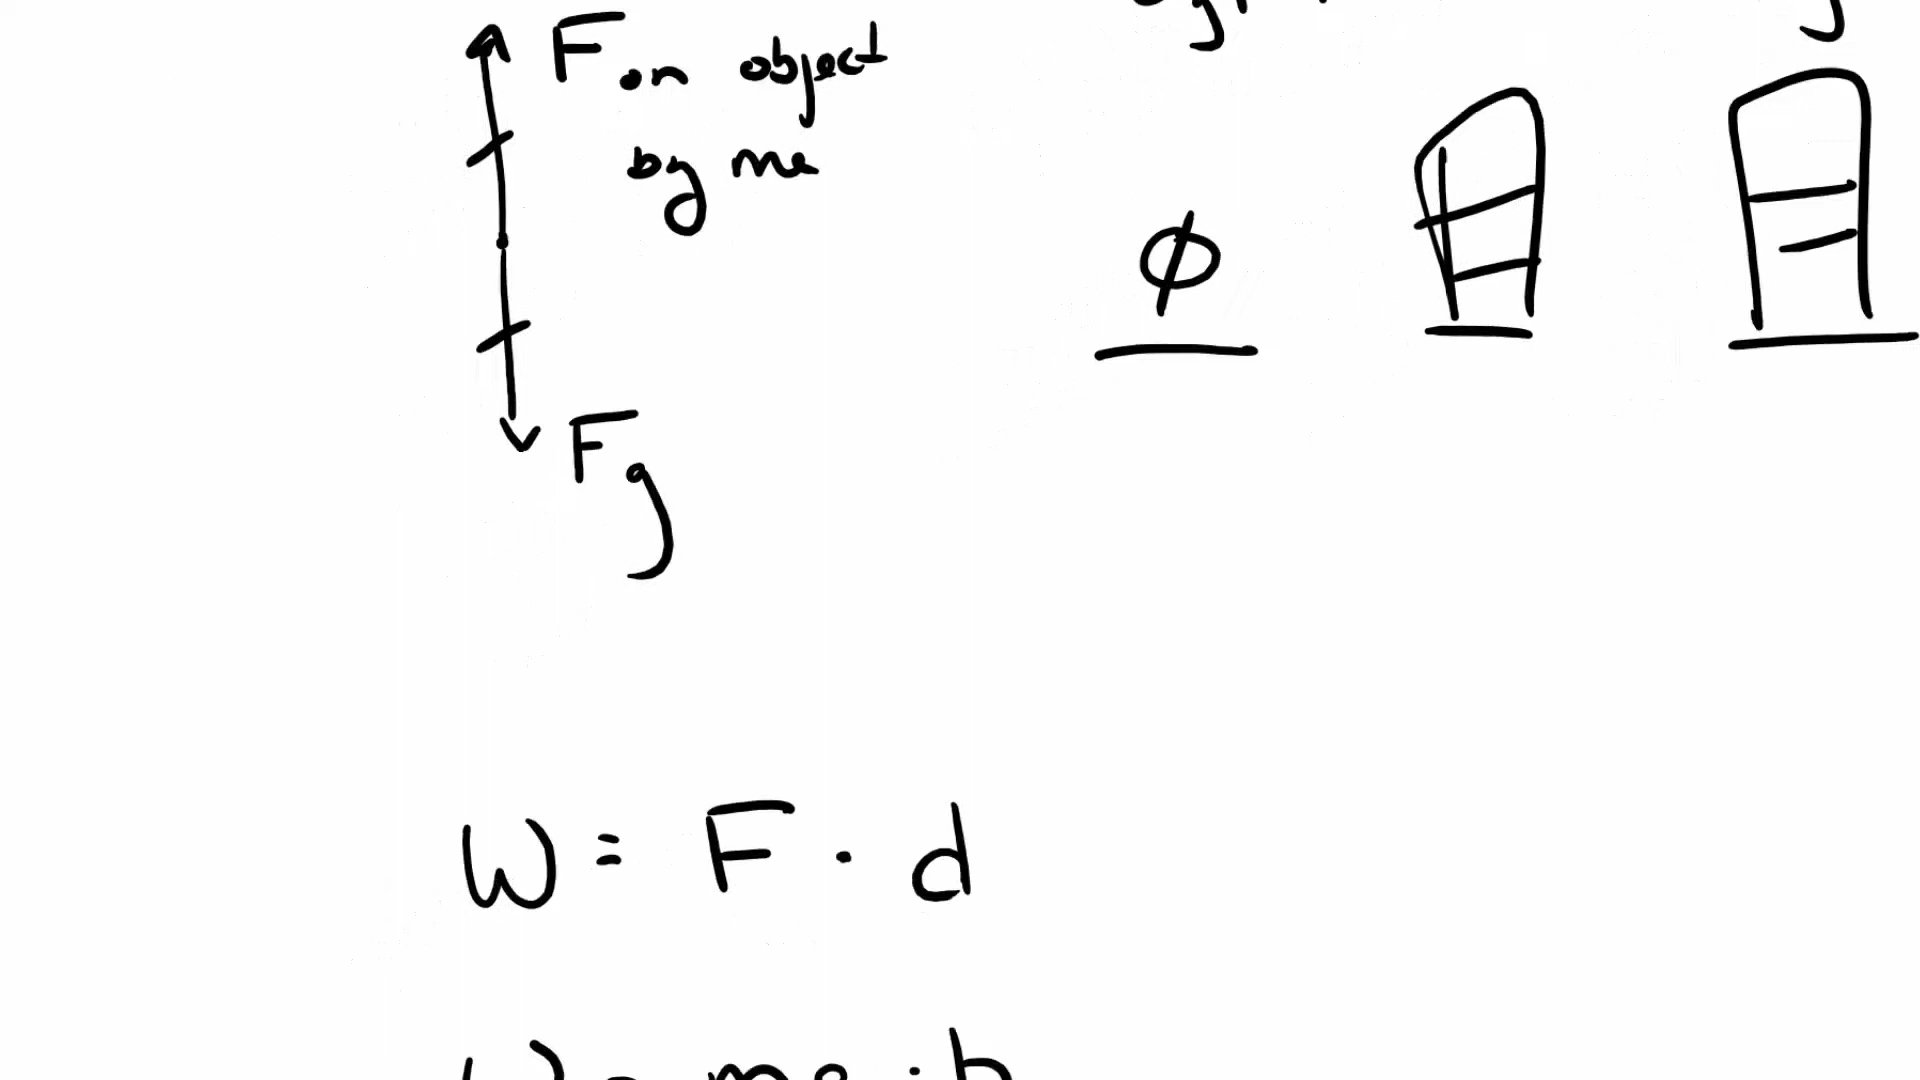 F on object
by me
ϕ
Fg
W = F · d